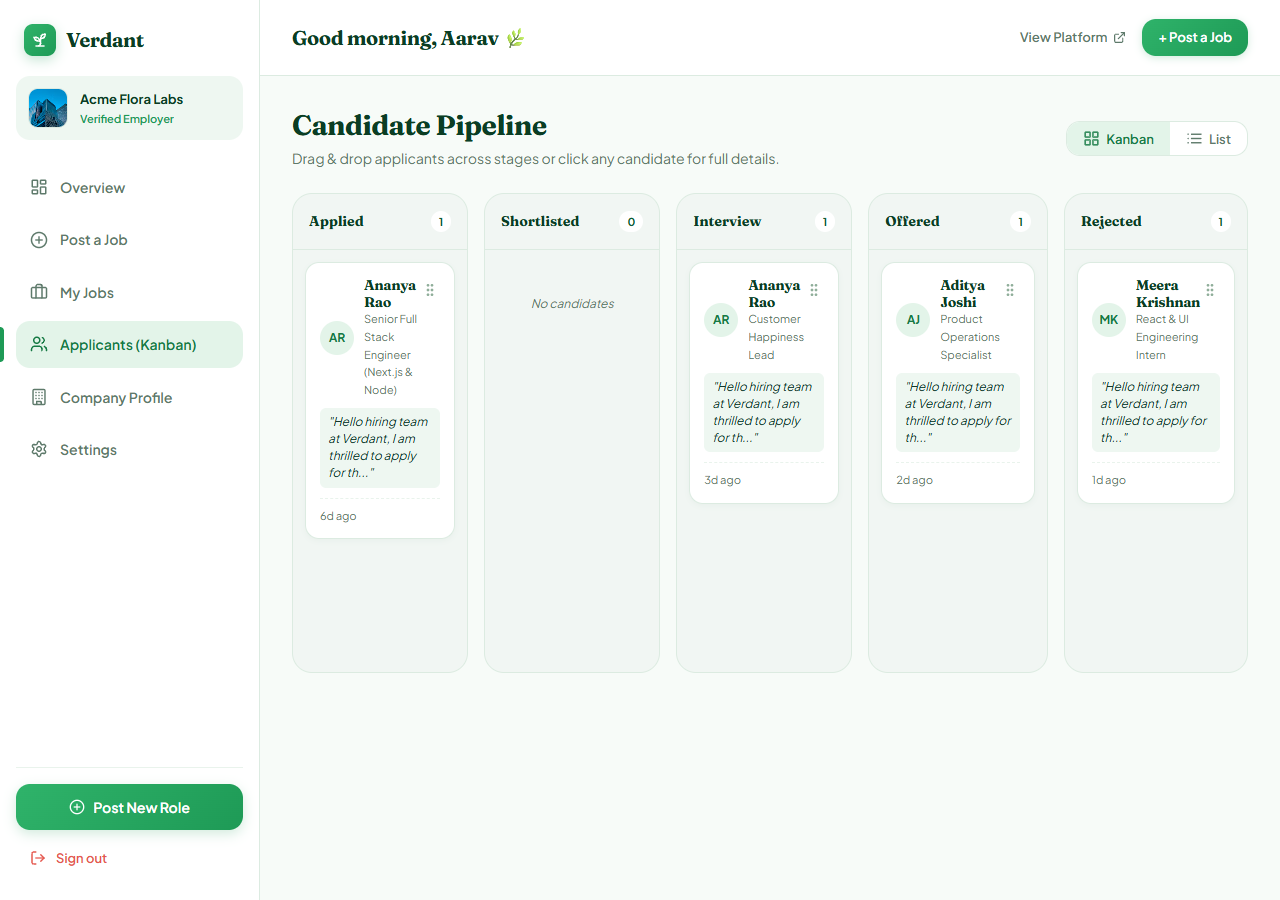 Verdant
Acme Flora Labs
Verified Employer
Overview
Post a Job
My Jobs
Applicants (Kanban)
Company Profile
Settings
Post New Role
Sign out
Good morning, Aarav
View Platform
+ Post a Job
Candidate Pipeline
Drag & drop applicants across stages or click any candidate for full details.
Kanban
List
Applied
1
AR
Ananya
Rao
Senior Full
Stack
Engineer
(Next.js &
Node)
"Hello hiring team
at Verdant, I am
thrilled to apply
for th..."
6d ago
Shortlisted
0
No candidates
Interview
1
AR
Ananya
Rao
Customer
Happiness
Lead
"Hello hiring team
at Verdant, I am
thrilled to apply
for th..."
3d ago
Offered
1
AJ
Aditya
Joshi
Product
Operations
Specialist
"Hello hiring team
at Verdant, I am
thrilled to apply for
th..."
2d ago
Rejected
1
MK
Meera
Krishnan
React & UI
Engineering
Intern
"Hello hiring team
at Verdant, I am
thrilled to apply for
th..."
1d ago